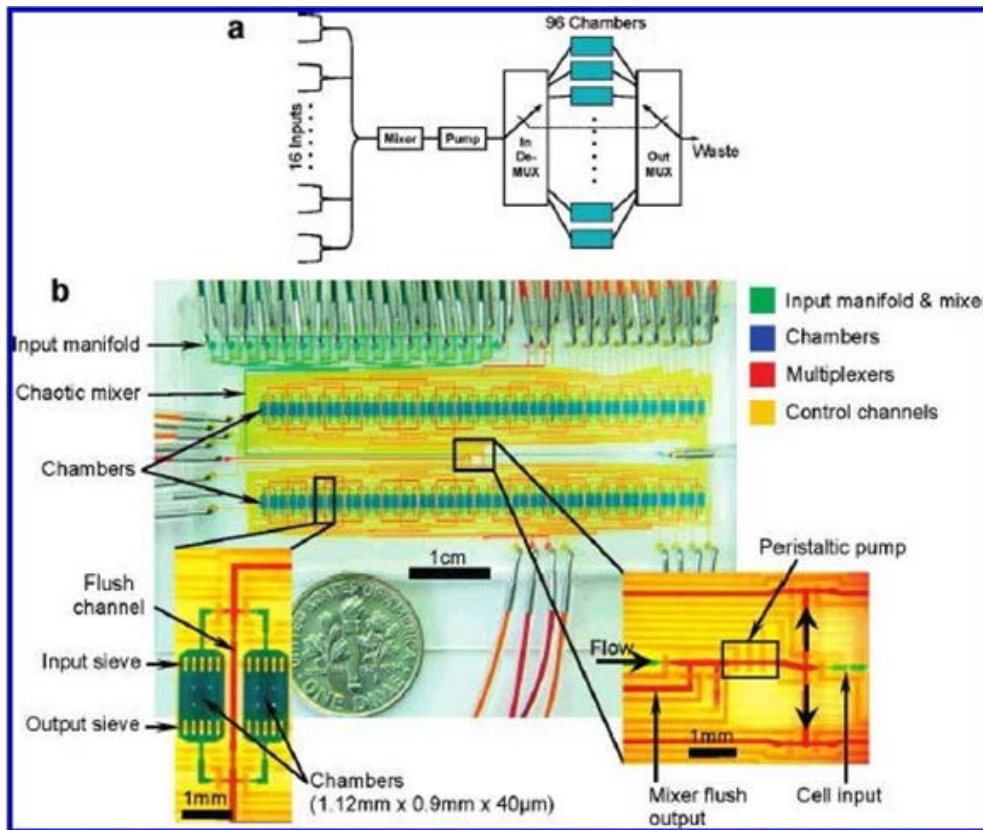 a
96 Chambers
16 Inputs
Mixer
Pump
In
De-
MUX
Out
MUX
Waste
b
Input manifold & mixer
Chambers
Multiplexers
Control channels
Input manifold
Chaotic mixer
Chambers
1cm
Peristaltic pump
Flush
channel
Flow
Input sieve
ONE DIME
Output sieve
1mm
1mm
Chambers
(1.12mm x 0.9mm x 40µm)
Mixer flush
output
Cell input